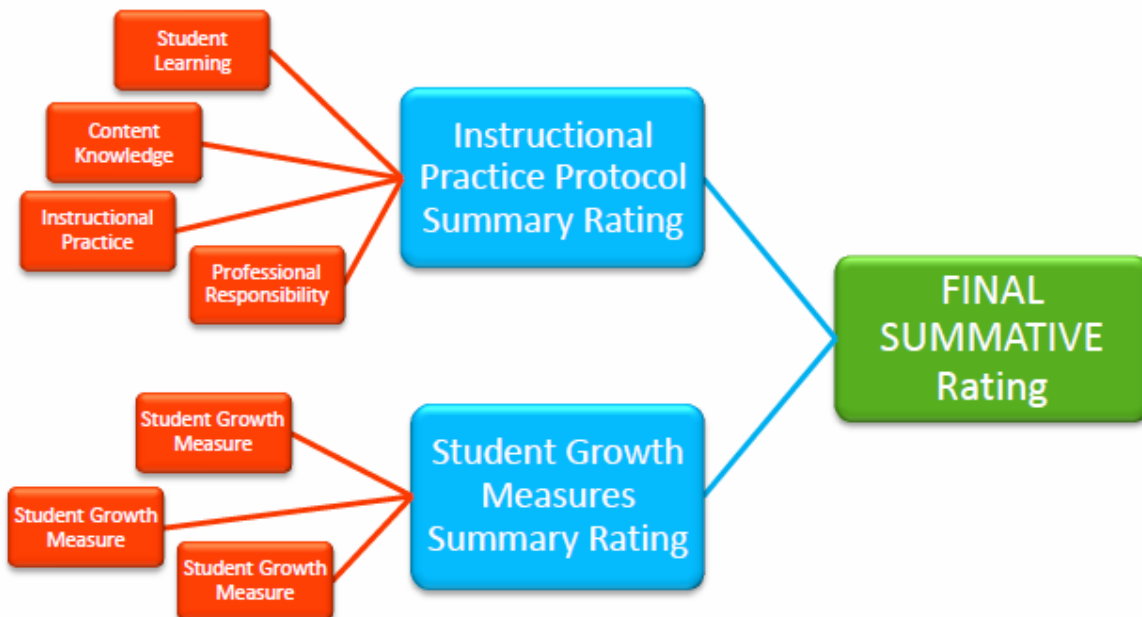 Student
Learning
Content
Knowledge
Instructional
Practice
Professional
Responsibility
Instructional
Practice Protocol
Summary Rating
Student Growth
Measure
Student Growth
Measure
Student Growth
Measure
Student Growth
Measures
Summary Rating
FINAL
SUMMATIVE
Rating